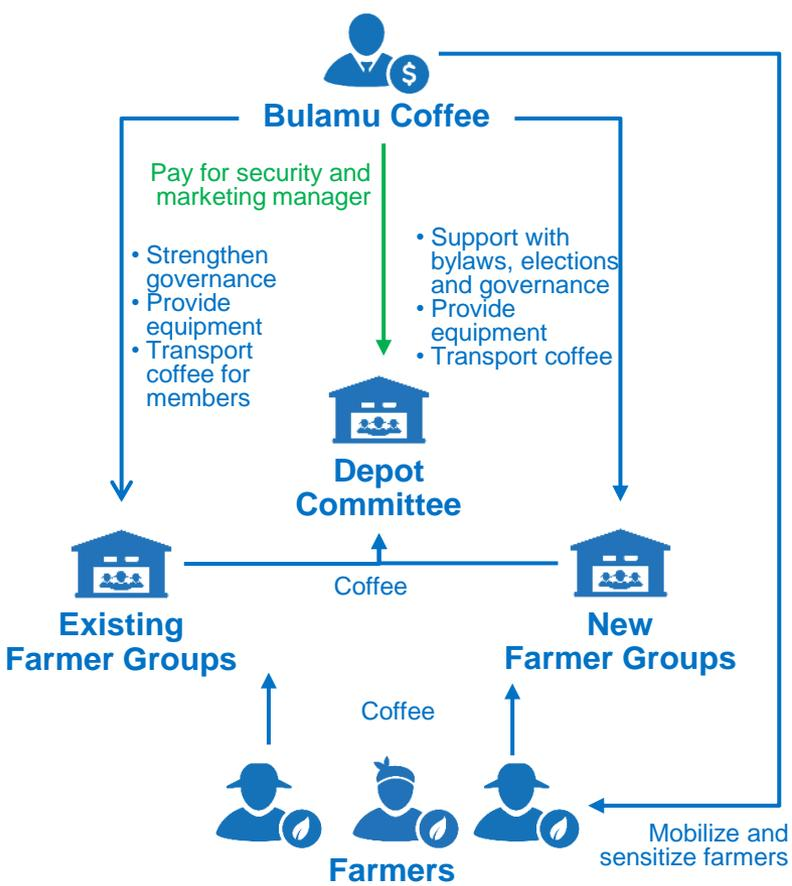 $
Bulamu Coffee
Pay for security and
marketing manager
• Strengthen
governance
• Provide
equipment
• Transport
coffee for
members
• Support with
bylaws, elections
and governance
• Provide
equipment
• Transport coffee
Depot
Committee
Coffee
Existing
Farmer Groups
New
Farmer Groups
Coffee
Farmers
Mobilize and
sensitize farmers